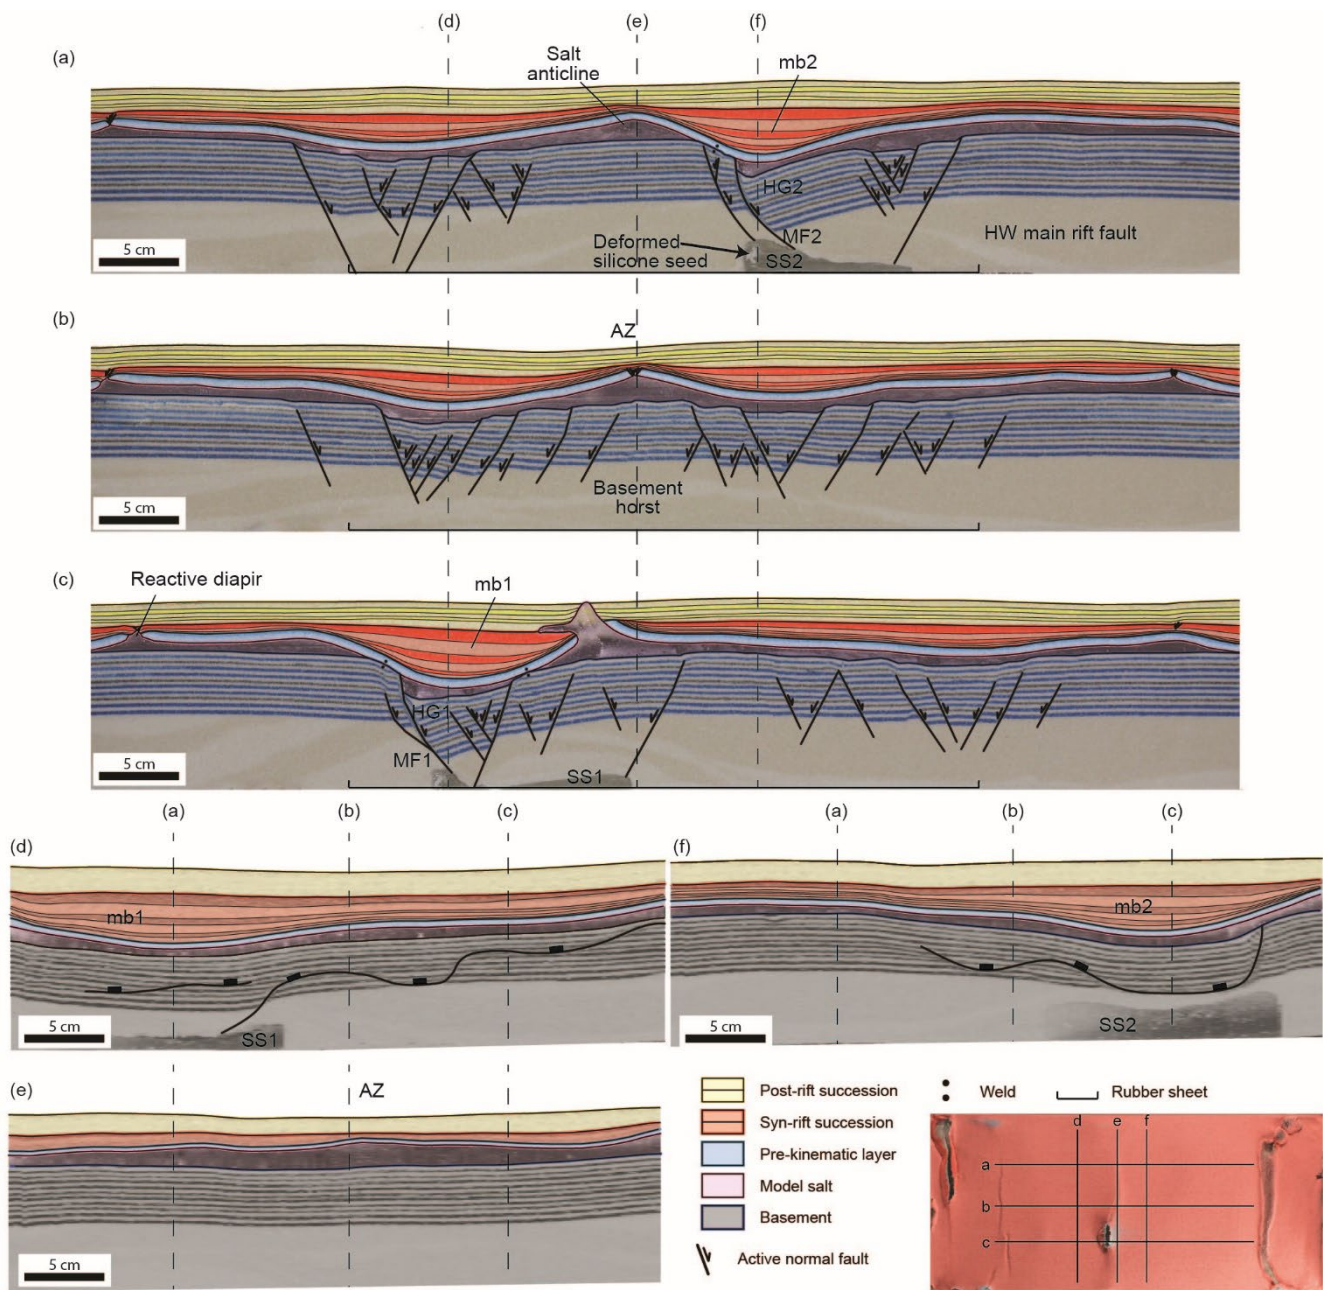 (d) (e) (f)
(a)
Salt
anticline
mb2
HG2
MF2
Deformed
silicone seed
SS2
HW main rift fault
5 cm
(b)
AZ
Basement
horst
5 cm
(c)
Reactive diapir
mb1
HG1
MF1
SS1
5 cm
(a) (b) (c) (a) (b) (c)
(d)
mb1
SS1
5 cm
(f)
mb2
SS2
5 cm
(e)
AZ
5 cm
Post-rift succession
Syn-rift succession
Pre-kinematic layer
Model salt
Basement
Active normal fault
Weld
Rubber sheet
d e f
a
b
c